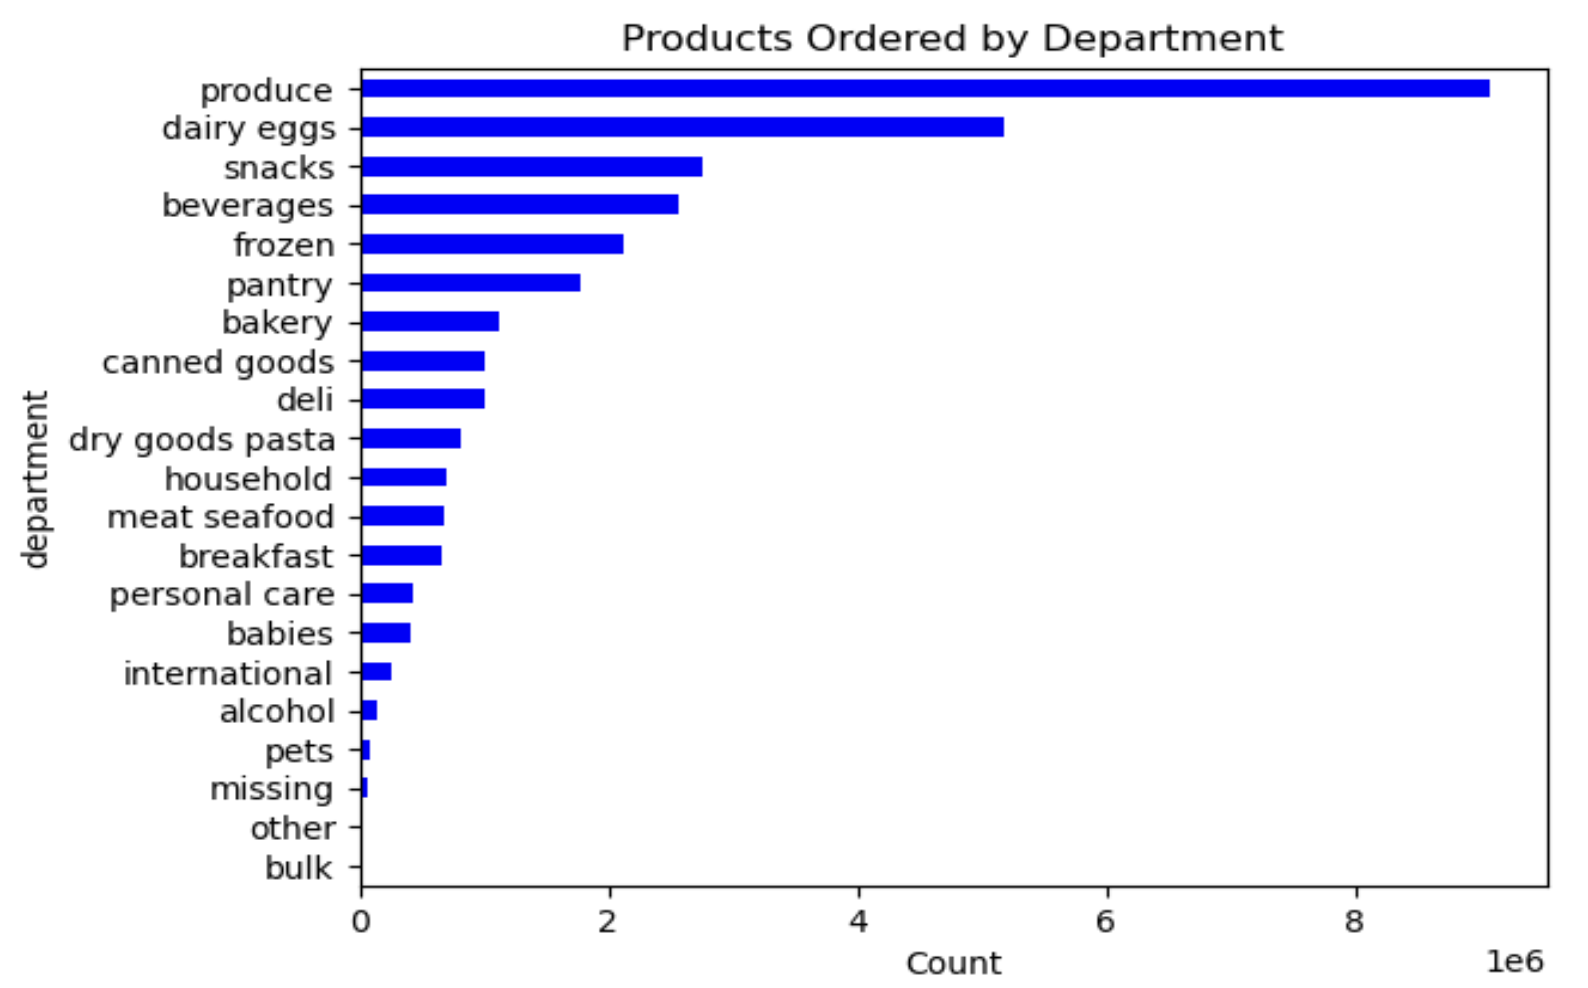 Products Ordered by Department
produce
dairy eggs
snacks
beverages
frozen
pantry
bakery
canned goods
deli
dry goods pasta
household
meat seafood
breakfast
personal care
babies
international
alcohol
pets
missing
other
bulk
department
0 2 4 6 8
Count
1e6